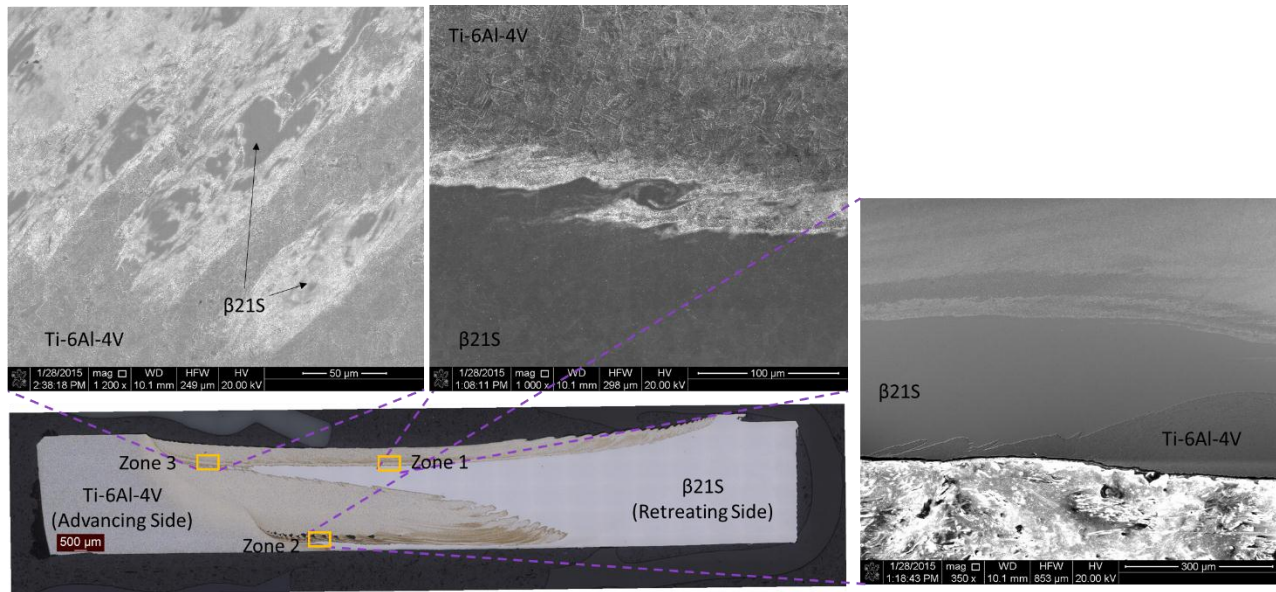 β21S
Ti-6Al-4V
1/28/2015 mag WD HFW HV 50 µm
2:38:18 PM 1 200 x 10.1 mm 249 µm 20.00 kV
Ti-6Al-4V
β21S
1/28/2015 mag WD HFW HV 100 µm
1:08:11 PM 1 000 x 10.1 mm 298 µm 20.00 kV
β21S
Ti-6Al-4V
1/28/2015 mag WD HFW HV 300 µm
1:18:43 PM 350 x 10.1 mm 853 µm 20.00 kV
Zone 3
Zone 1
Ti-6Al-4V
(Advancing Side)
β21S
(Retreating Side)
500 µm
Zone 2